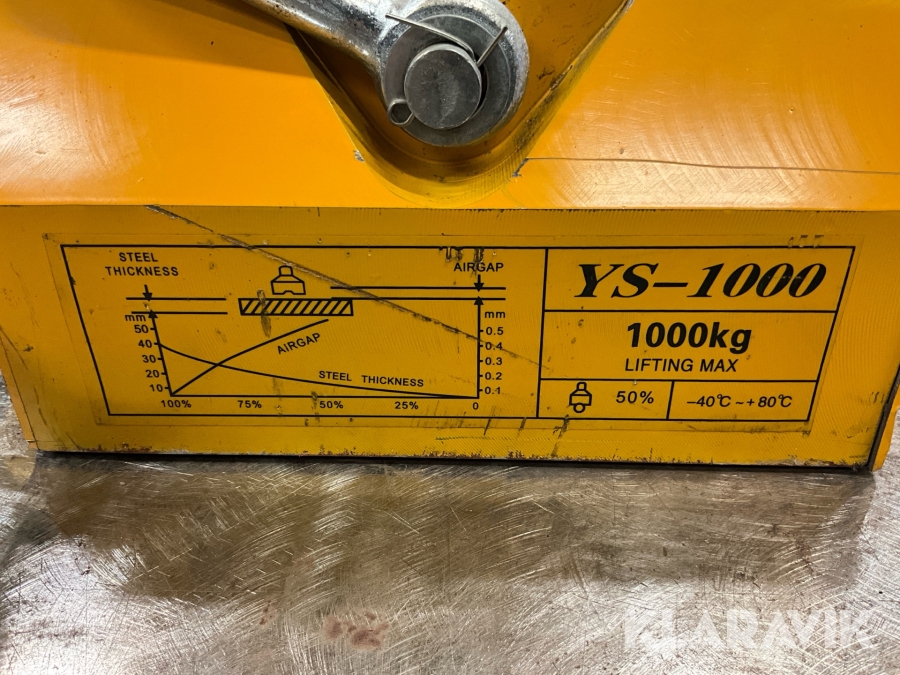 STEEL
THICKNESS
AIRGAP
mm
50
40
30
20
10
AIRGAP
STEEL THICKNESS
mm
0.5
0.4
0.3
0.2
0.1
100%
75%
50%
25%
0
YS-1000
1000kg
LIFTING MAX
50%
-40℃ ~ +80℃
KLARAVIK